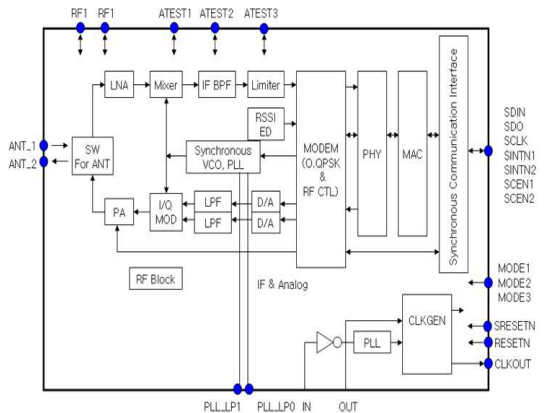 RF1 RF1 ATEST1 ATEST2 ATEST3
LNA
Mixer
IF BPF
Limiter
RSSI
ED
MODEM
(O.QPSK
&
RF CTL)
PHY
MAC
Synchronous Communication Interface
SDIN
SDO
SCLK
SINTN1
SINTN2
SCEN1
SCEN2
ANT_1
ANT_2
SW
For ANT
Synchronous
VCO, PLL
PA
I/Q
MOD
LPF
LPF
D/A
D/A
RF Block
IF & Analog
MODE1
MODE2
MODE3
CLKGEN
PLL
SRESETN
RESETN
CLKOUT
PLL_LP1 PLL_LP0 IN OUT